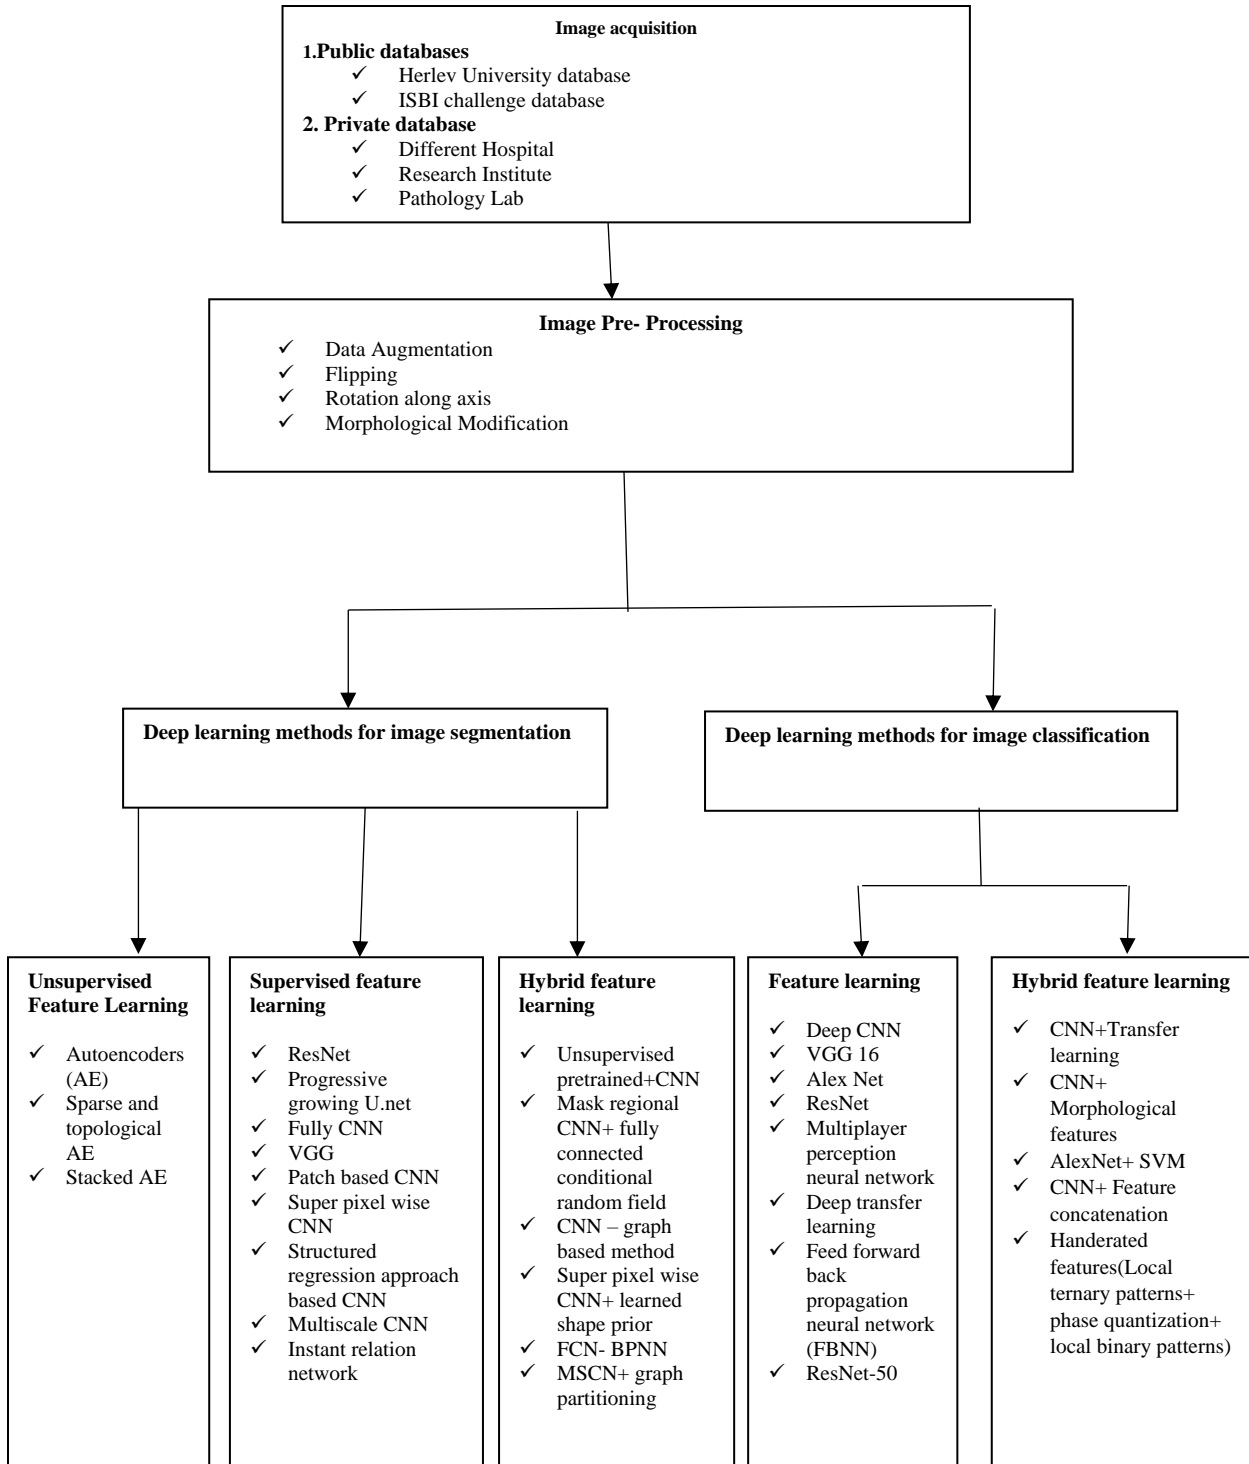 Image acquisition
1.Public databases
✓ Herlev University database
✓ ISBI challenge database
2. Private database
✓ Different Hospital
✓ Research Institute
✓ Pathology Lab
Image Pre- Processing
✓ Data Augmentation
✓ Flipping
✓ Rotation along axis
✓ Morphological Modification
Deep learning methods for image segmentation
Deep learning methods for image classification
Unsupervised
Feature Learning
✓ Autoencoders
(AE)
✓ Sparse and
topological
AE
✓ Stacked AE
Supervised feature
learning
✓ ResNet
✓ Progressive
growing U.net
✓ Fully CNN
✓ VGG
✓ Patch based CNN
✓ Super pixel wise
CNN
✓ Structured
regression approach
based CNN
✓ Multiscale CNN
✓ Instant relation
network
Hybrid feature
learning
✓ Unsupervised
pretrained+CNN
✓ Mask regional
CNN+ fully
connected
conditional
random field
✓ CNN – graph
based method
✓ Super pixel wise
CNN+ learned
shape prior
✓ FCN- BPNN
✓ MSCN+ graph
partitioning
Feature learning
✓ Deep CNN
✓ VGG 16
✓ Alex Net
✓ ResNet
✓ Multiplayer
perception
neural network
✓ Deep transfer
learning
✓ Feed forward
back
propagation
neural network
(FBNN)
✓ ResNet-50
Hybrid feature learning
✓ CNN+Transfer
learning
✓ CNN+
Morphological
features
✓ AlexNet+ SVM
✓ CNN+ Feature
concatenation
✓ Handerated
features(Local
ternary patterns+
phase quantization+
local binary patterns)